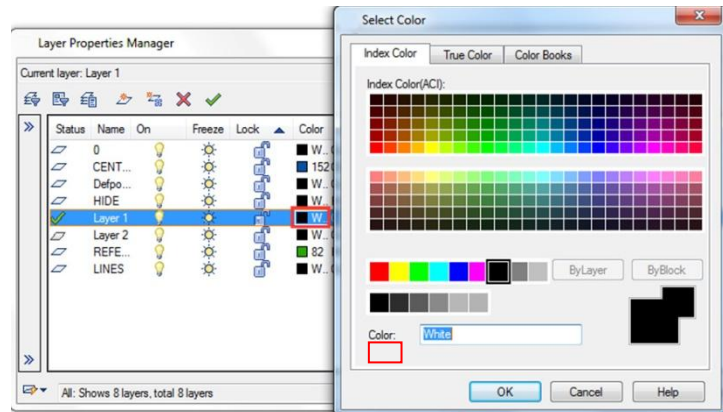 Layer Properties Manager
Current layer: Layer 1
Status Name On Freeze Lock Color
0 W..
CENT... 152
Defpo... W..
HIDE W..
Layer 1 W
Layer 2 W..
REFE... 82
LINES W..
All: Shows 8 layers, total 8 layers
Select Color
Index Color True Color Color Books
Index Color(ACI):
ByLayer ByBlock
Color: White
OK Cancel Help